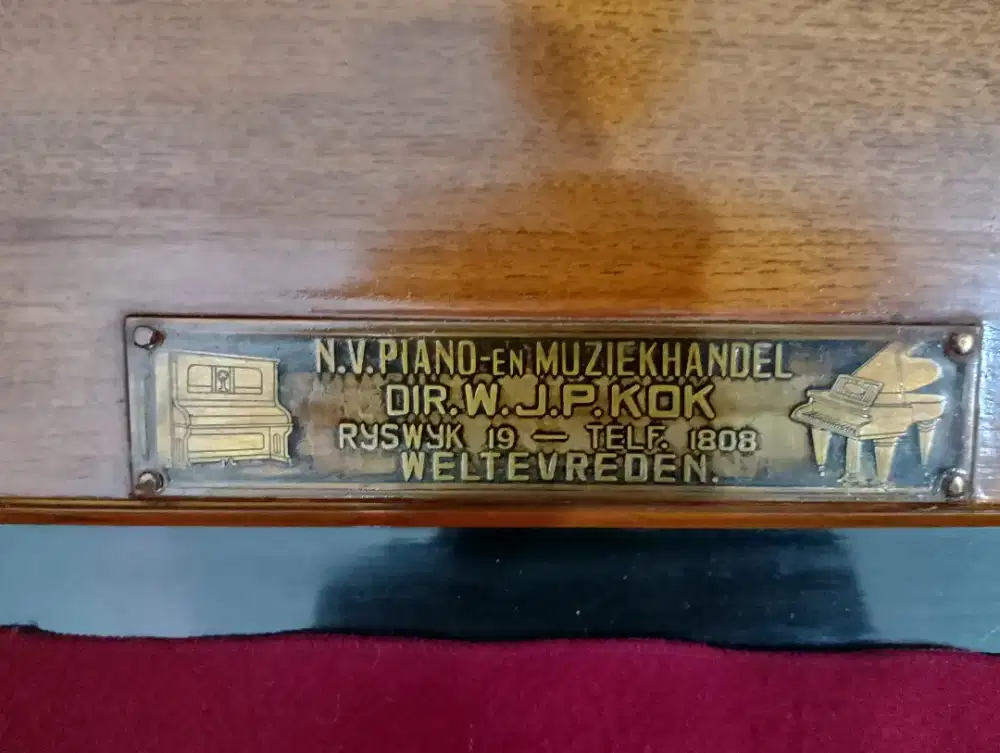 N.V. PIANO-EN MUZIEKHANDEL
DIR. W.J.P. KOK
RYSWYK 19 — TELF. 1808
WELTEVREDEN.